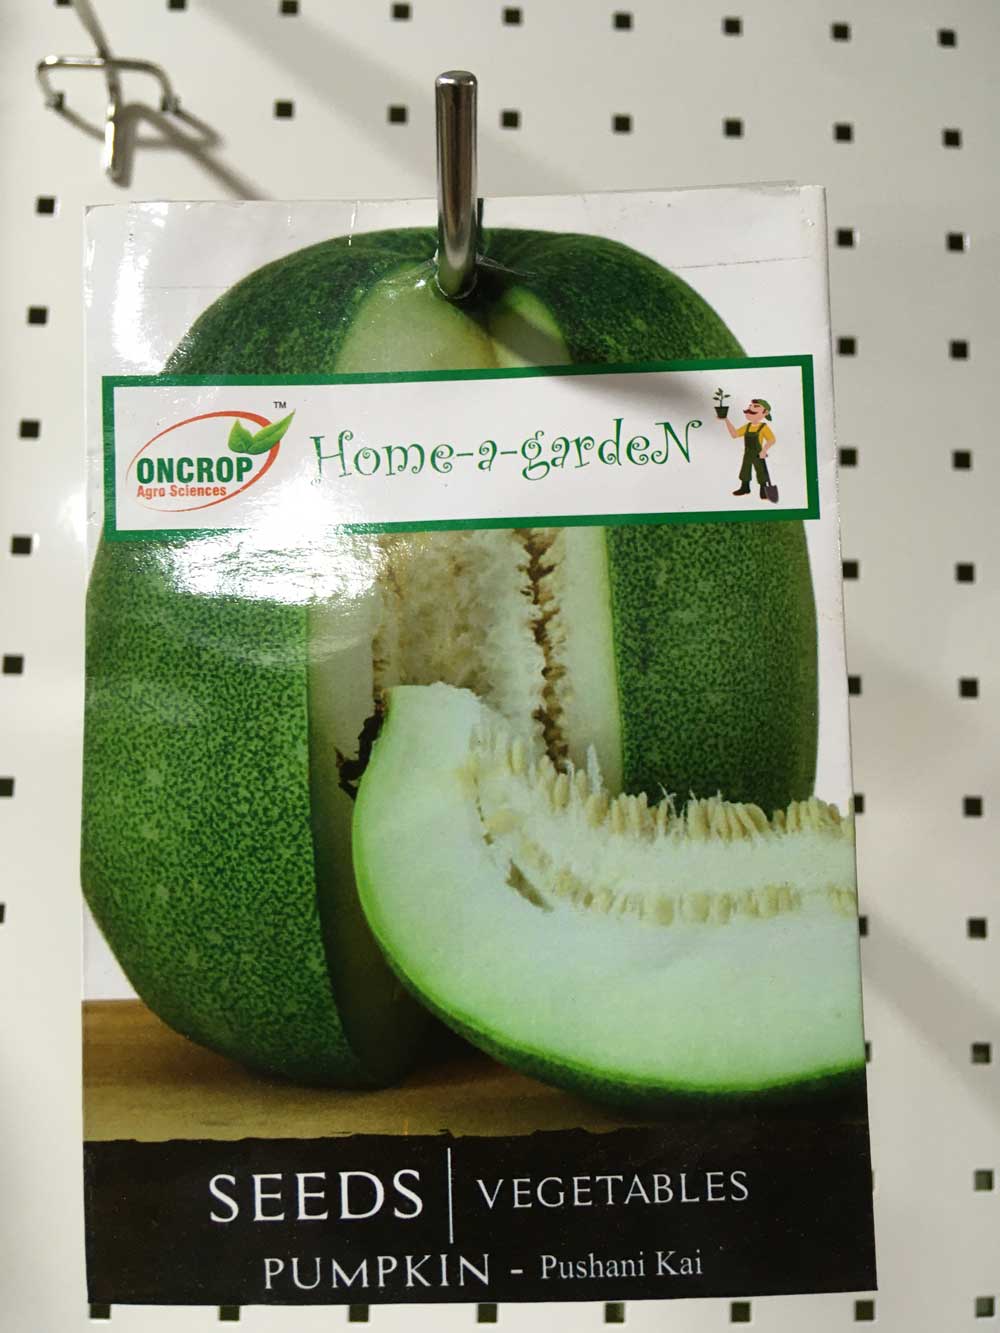 ONCROP
TM
Agro Sciences
Home-a-gardeN
SEEDS | VEGETABLES
PUMPKIN - Pushani Kai